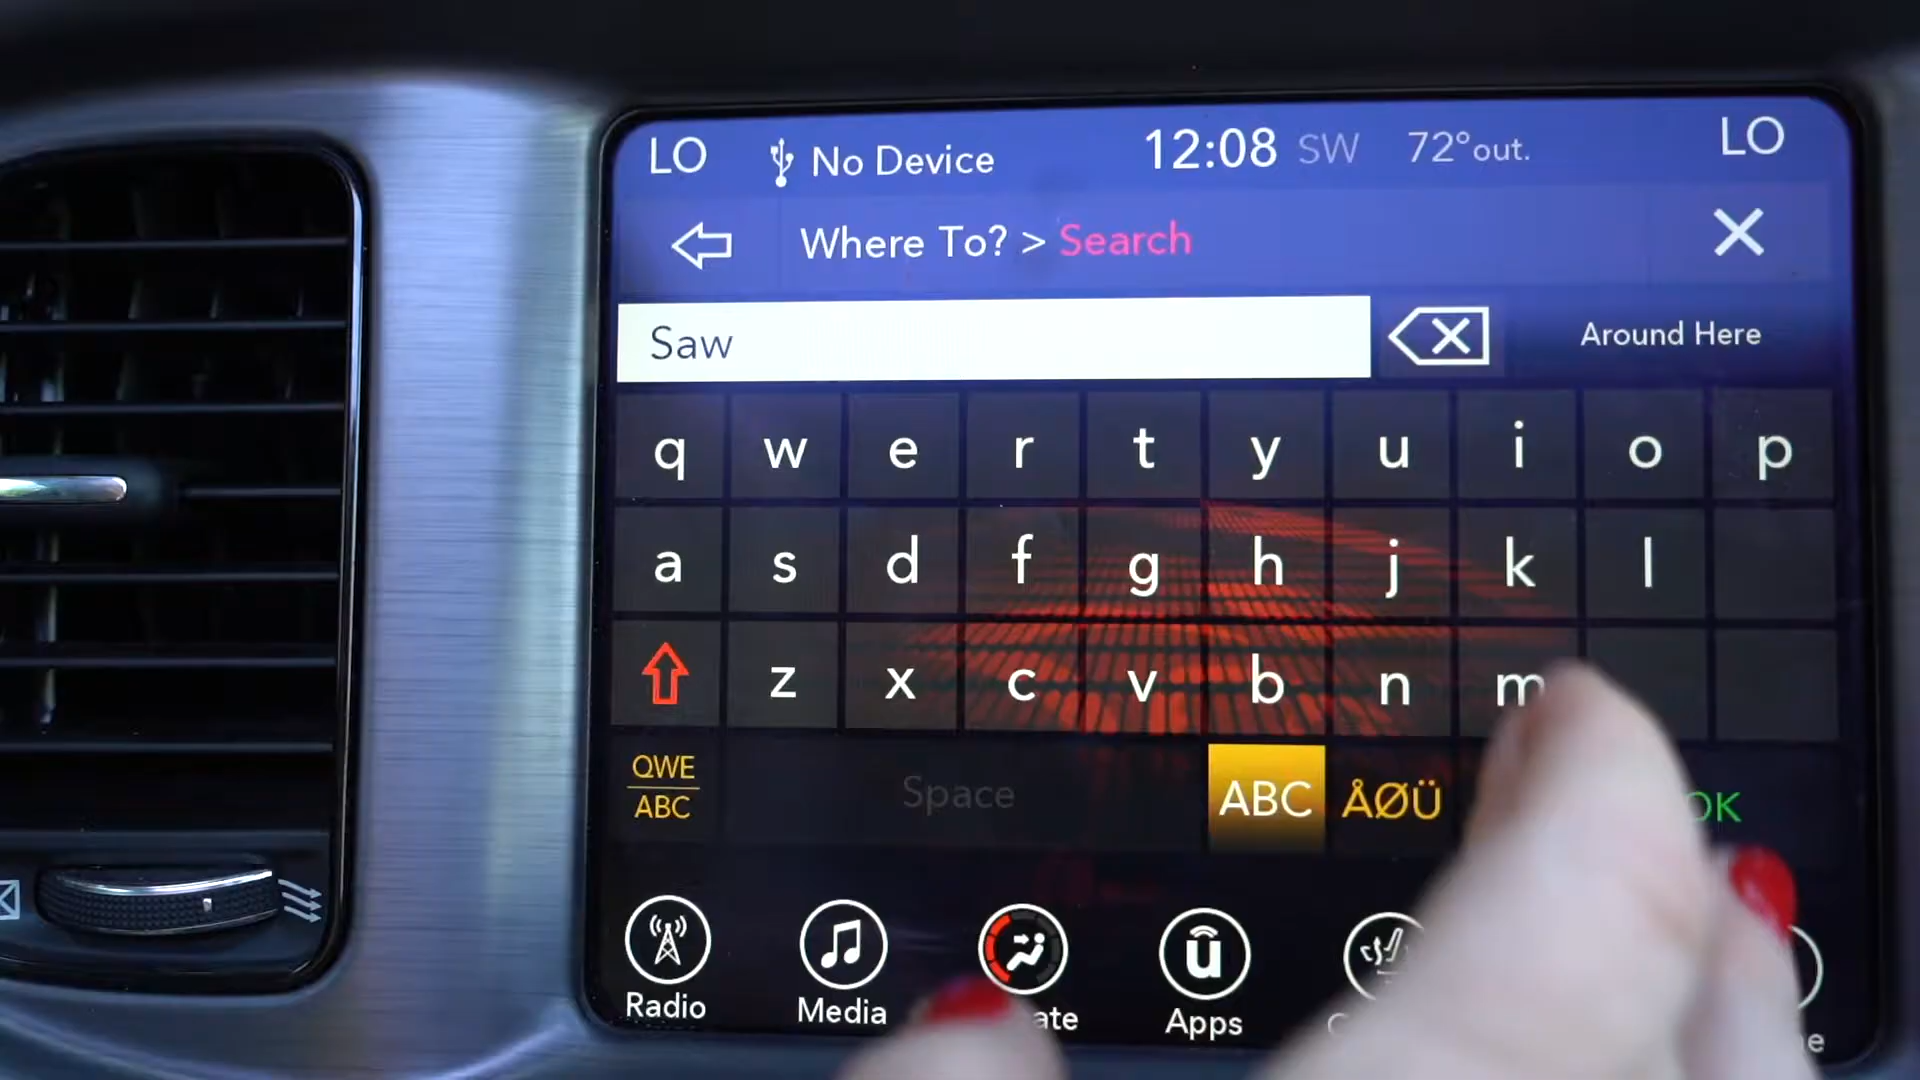 LO No Device 12:08 SW 72°out. LO
Where To? > Search
Saw Around Here
q w e r t y u i o p
a s d f g h j k l
z x c v b n m
QWE
ABC
Space ABC ÅØÜ OK
Radio Media Apps